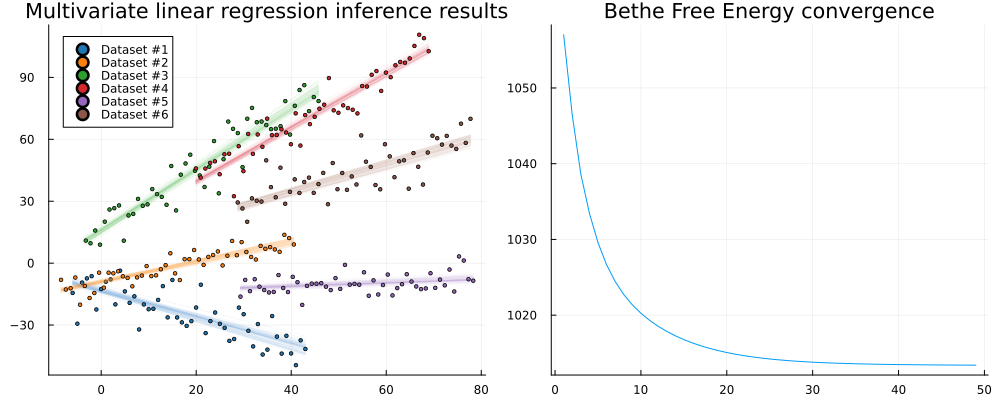 Multivariate linear regression inference results
Dataset #1
Dataset #2
Dataset #3
Dataset #4
Dataset #5
Dataset #6
90
60
30
0
−30
0 20 40 60 80
Bethe Free Energy convergence
1050
1040
1030
1020
0 10 20 30 40 50